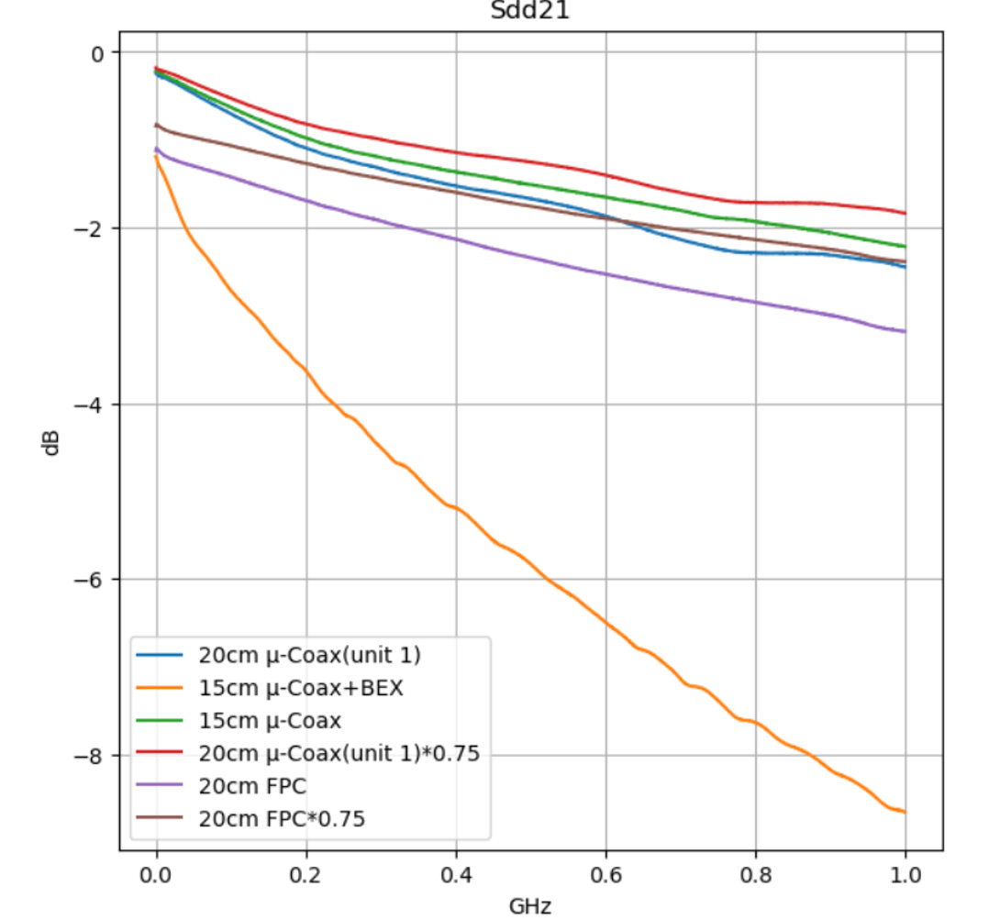 Sdd21
0
−2
−4
−6
−8
dB
20cm μ-Coax(unit 1)
15cm μ-Coax+BEX
15cm μ-Coax
20cm μ-Coax(unit 1)*0.75
20cm FPC
20cm FPC*0.75
0.0 0.2 0.4 0.6 0.8 1.0
GHz